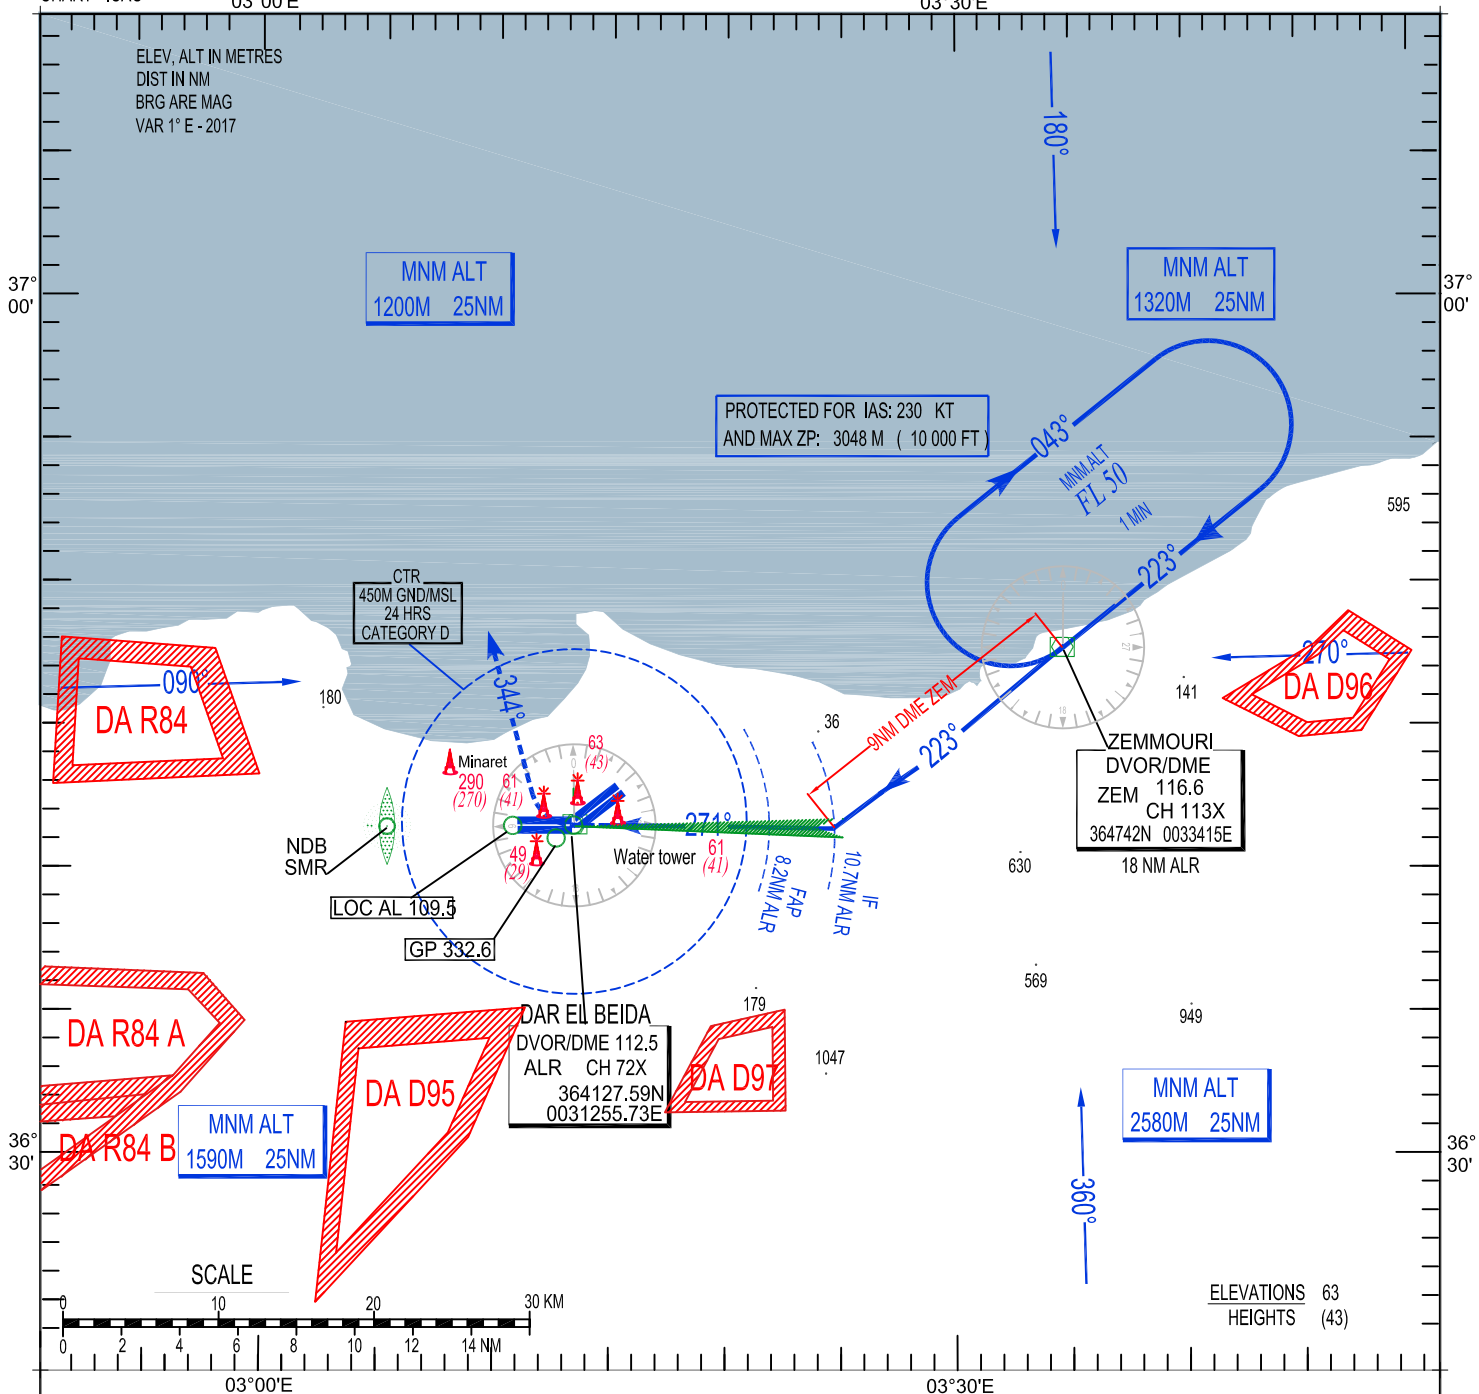 03°00'E
03°30'E
ELEV, ALT IN METRES
DIST IN NM
BRG ARE MAG
VAR 1° E - 2017
180°
MNM ALT
1200M 25NM
MNM ALT
1320M 25NM
37°
00'
37°
00'
PROTECTED FOR IAS: 230 KT
AND MAX ZP: 3048 M ( 10 000 FT )
043°
MNM.ALT
FL 50
1 MIN
223°
595
CTR
450M GND/MSL
24 HRS
CATEGORY D
090°
DA R84
180
344°
9NM DME ZEM
223°
36
141
270°
DA D96
27
18
ZEMMOURI
DVOR/DME
ZEM 116.6
CH 113X
364742N 0033415E
18 NM ALR
Minaret
290
(270)
61
(41)
63
(43)
0
271°
49
(29)
Water tower
61
(41)
NDB
SMR
LOC AL 109.5
GP 332.6
FAP
8.2NM ALR
IF
10.7NM ALR
630
569
949
179
1047
DAR EL BEIDA
DVOR/DME 112.5
ALR CH 72X
364127.59N
0031255.73E
DA R84 A
DA R84 B
DA D95
DA D97
MNM ALT
1590M 25NM
MNM ALT
2580M 25NM
36°
30'
36°
30'
360°
SCALE
0 10 20 30 KM
0 2 4 6 8 10 12 14 NM
ELEVATIONS 63
HEIGHTS (43)
03°00'E
03°30'E